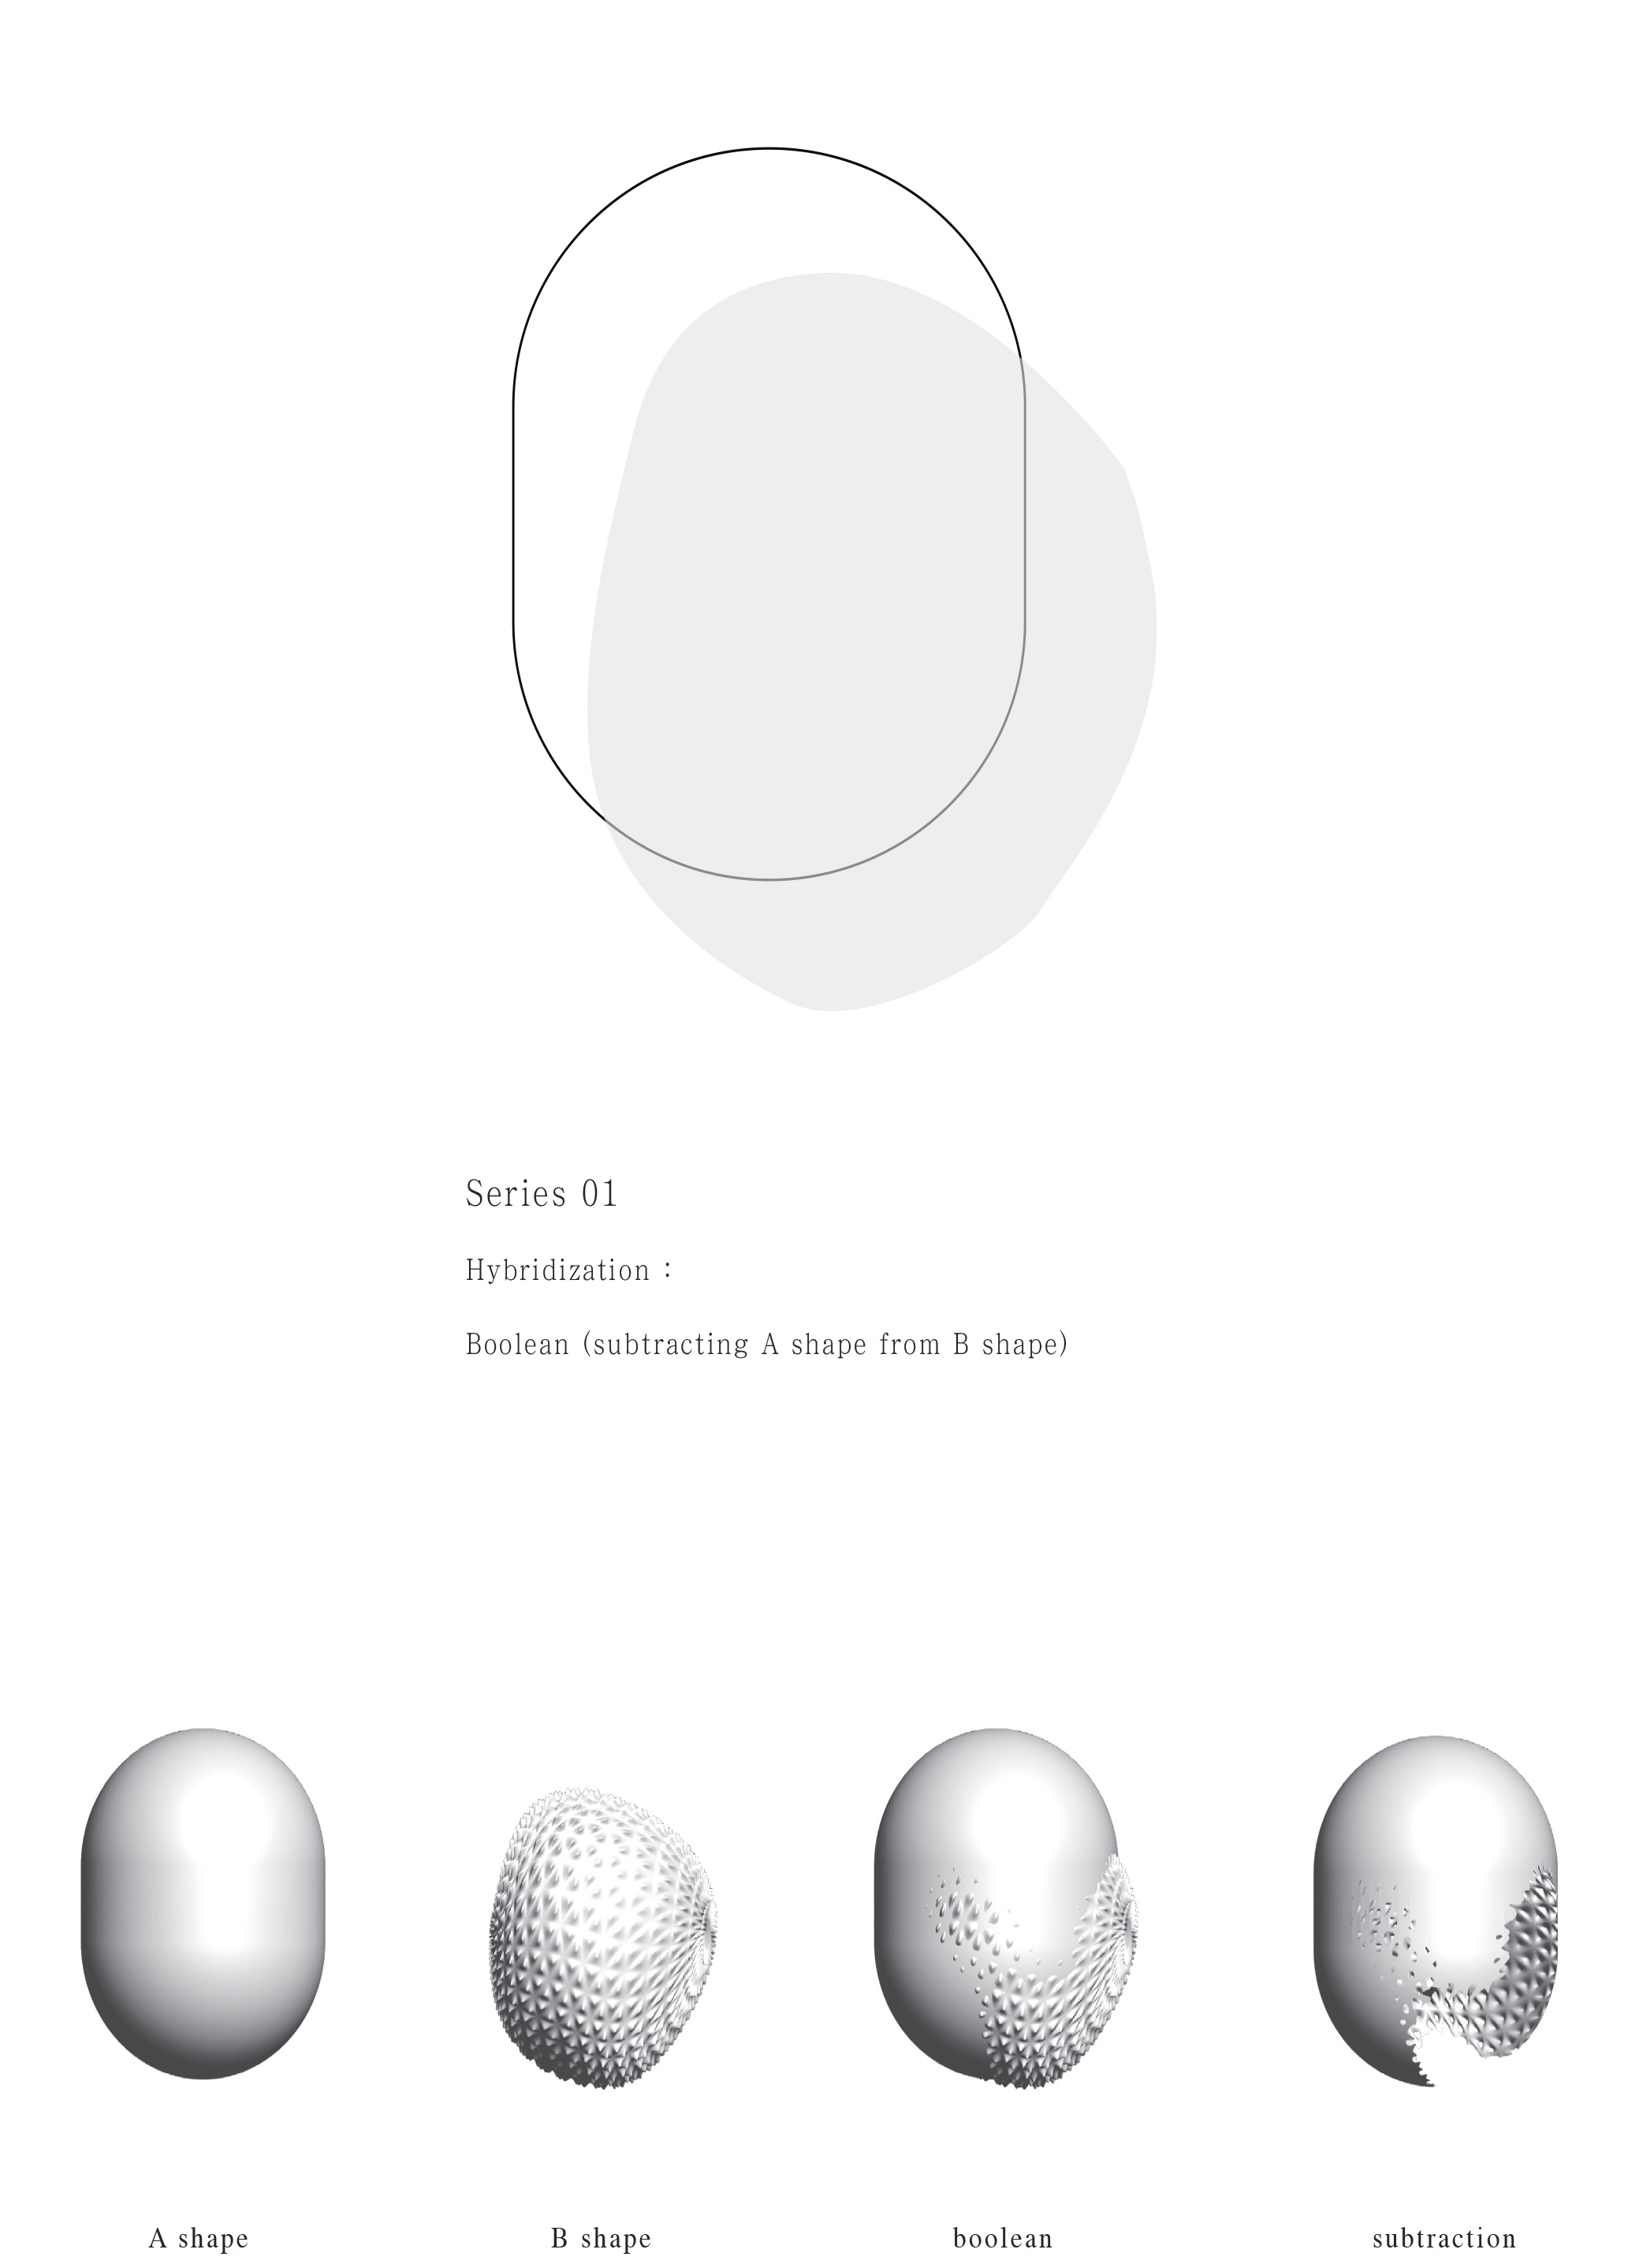 Series 01
Hybridization :
Boolean (subtracting A shape from B shape)
A shape
B shape
boolean
subtraction